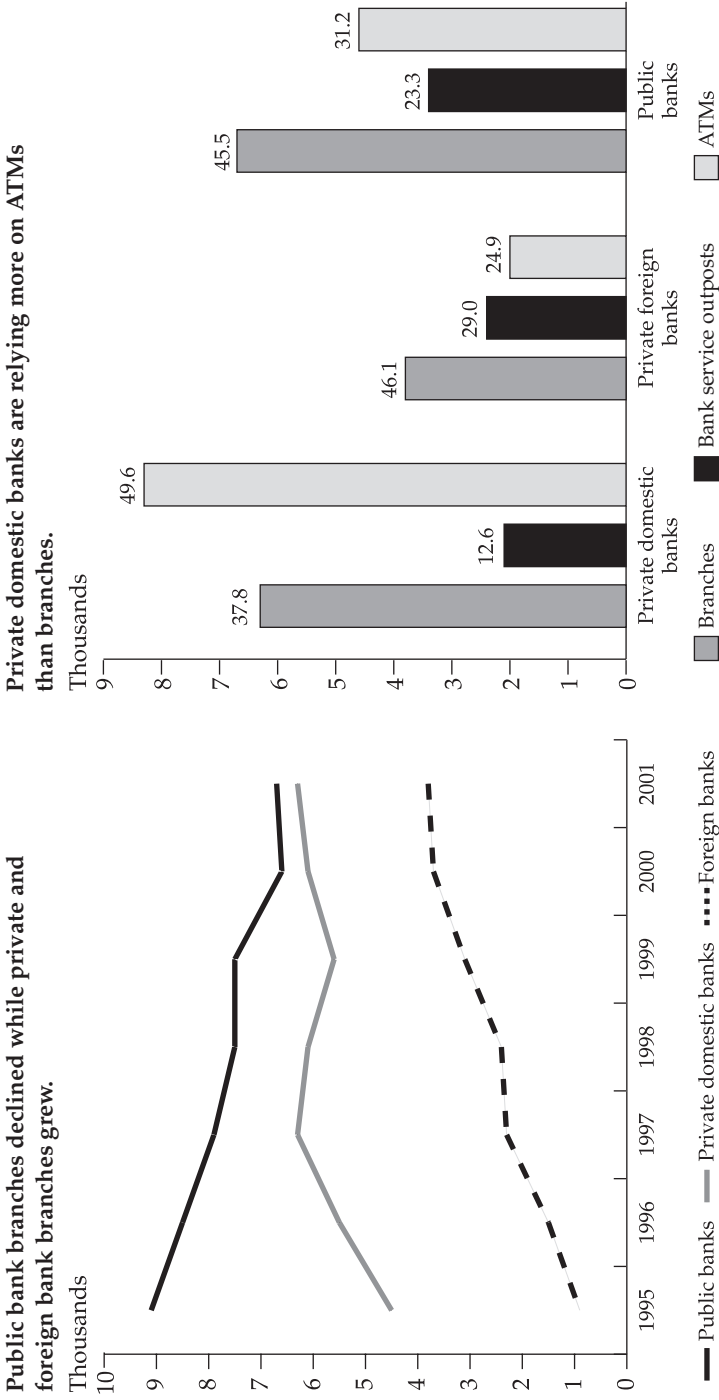 Public bank branches declined while private and
foreign bank branches grew.
Thousands
10
9
8
7
6
5
4
3
2
1
0
1995 1996 1997 1998 1999 2000 2001
Public banks Private domestic banks Foreign banks
Private domestic banks are relying more on ATMs
than branches.
Thousands
9
8
7
6
5
4
3
2
1
0
37.8 12.6 49.6 46.1 29.0 24.9 45.5 23.3 31.2
Private domestic Private foreign Public
banks banks banks
Branches Bank service outposts ATMs